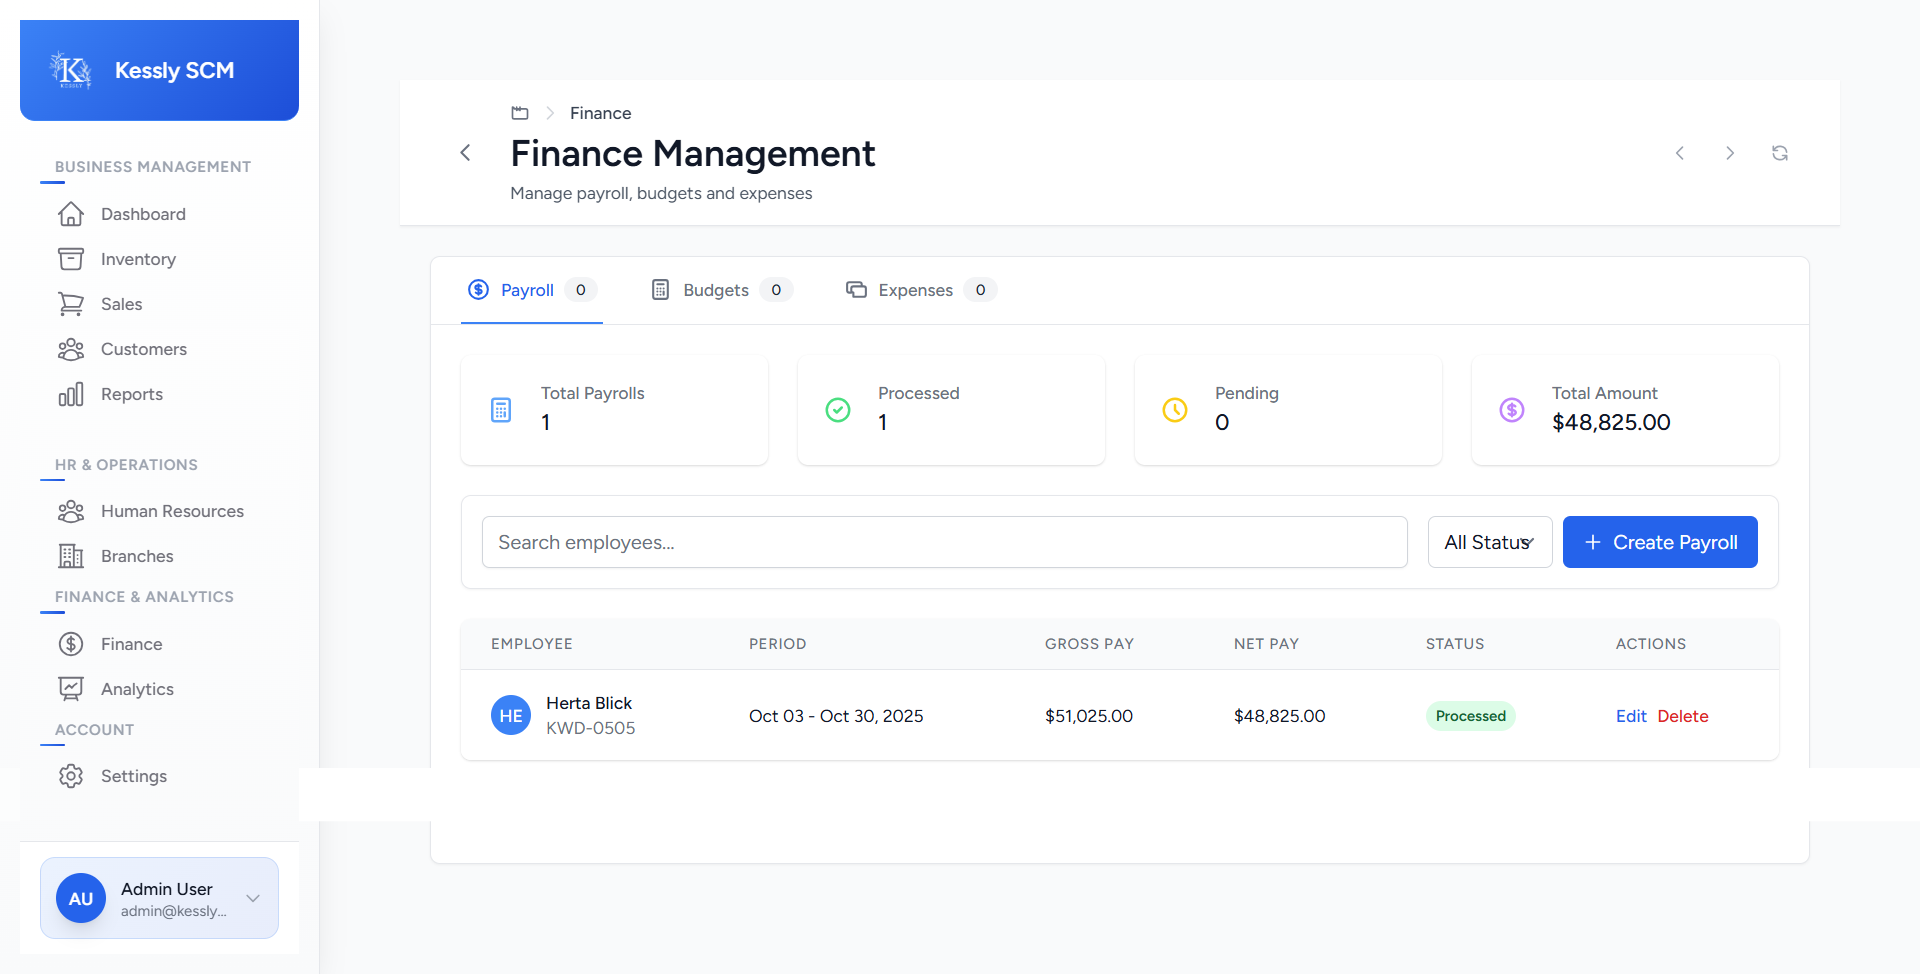 K
KESSLY
Kessly SCM
BUSINESS MANAGEMENT
Dashboard
Inventory
Sales
Customers
Reports
HR & OPERATIONS
Human Resources
Branches
FINANCE & ANALYTICS
Finance
Analytics
ACCOUNT
Settings
AU
Admin User
admin@kessly...
Finance
Finance Management
Manage payroll, budgets and expenses
Payroll 0 Budgets 0 Expenses 0
Total Payrolls
1
Processed
1
Pending
0
Total Amount
$48,825.00
Search employees...
All Status
Create Payroll
EMPLOYEE PERIOD GROSS PAY NET PAY STATUS ACTIONS
HE
Herta Blick
KWD-0505
Oct 03 - Oct 30, 2025 $51,025.00 $48,825.00 Processed Edit Delete